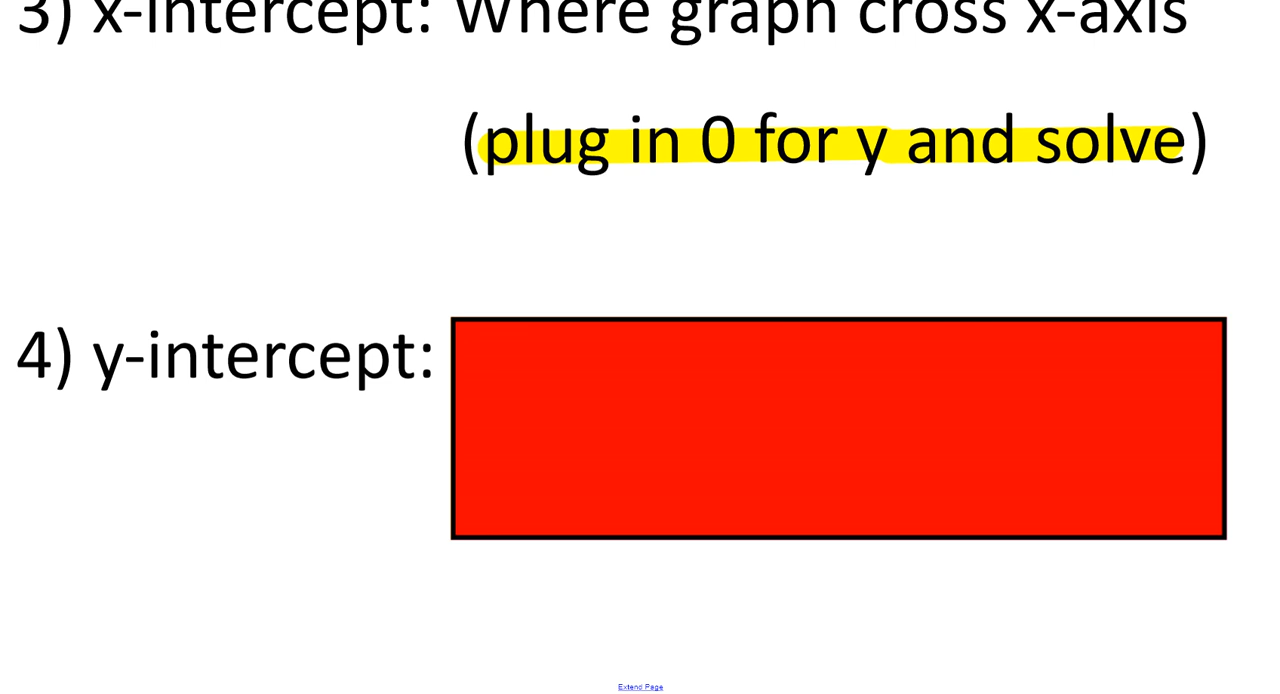 3) x-intercept: Where graph cross x-axis
(plug in 0 for y and solve)
4) y-intercept:
Extend Page